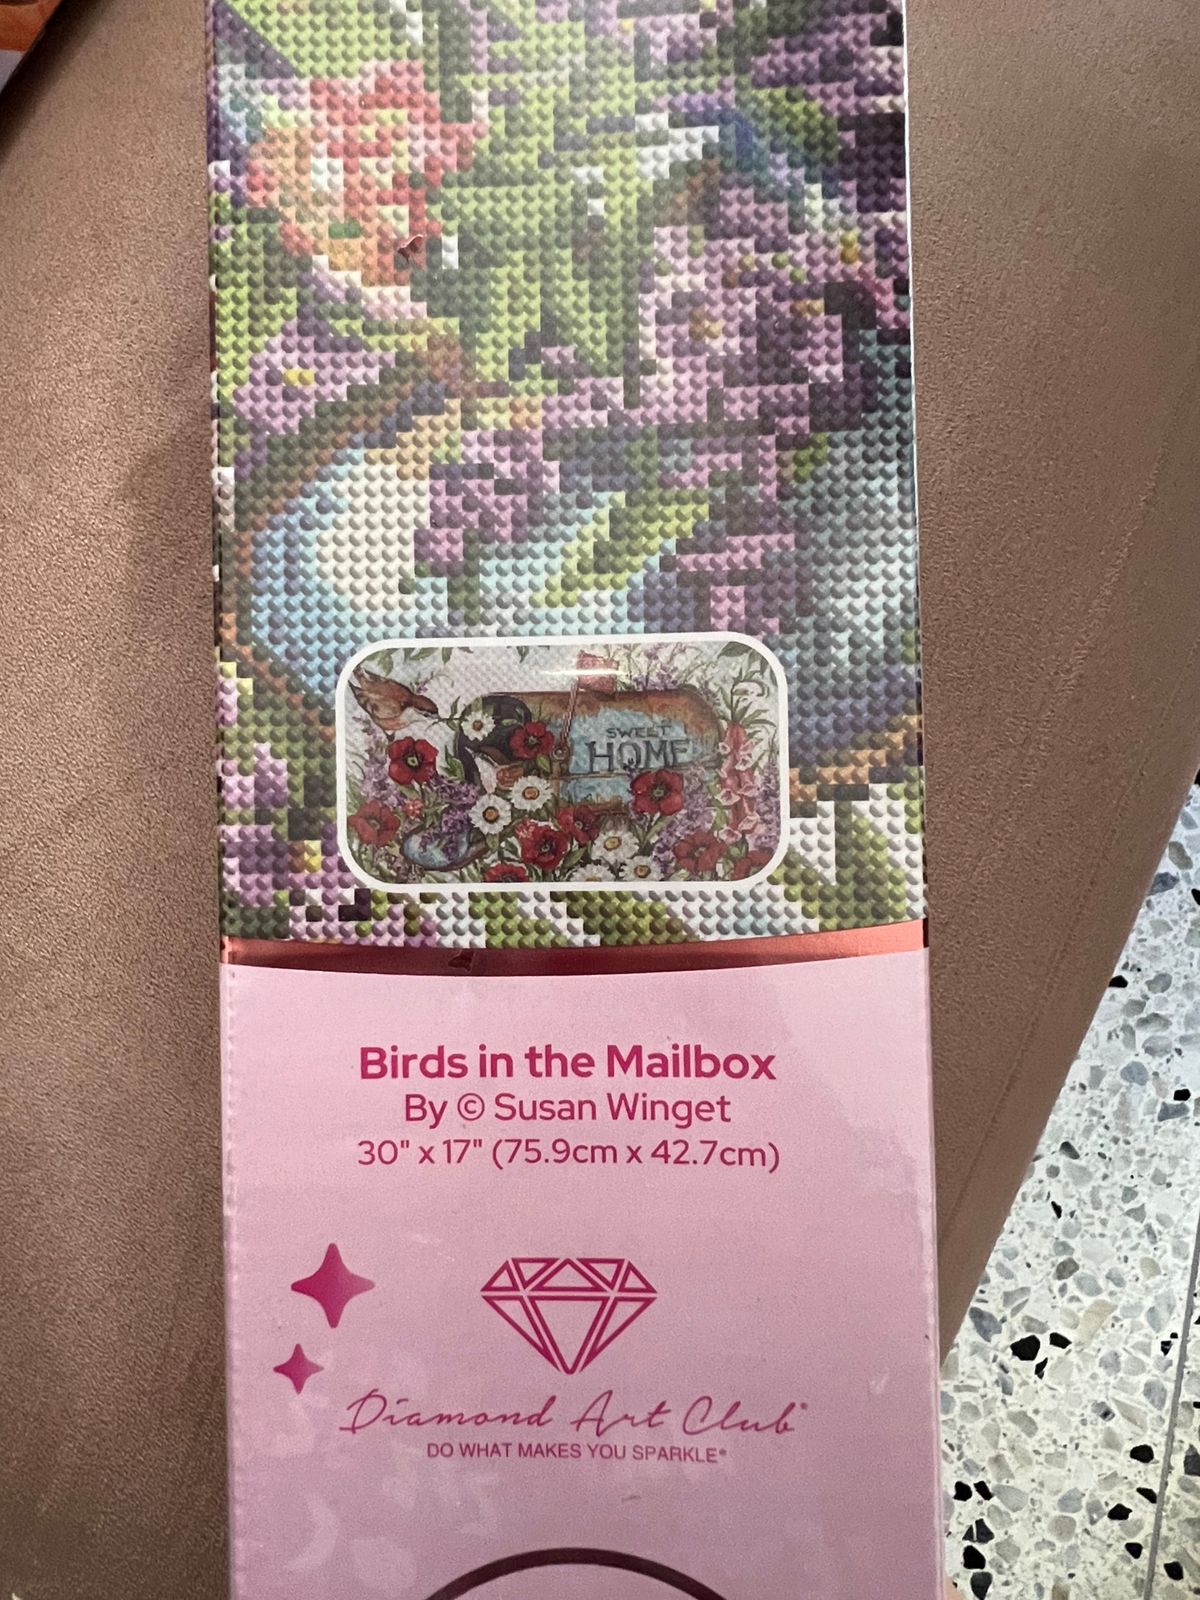 SWEET
HOME
Birds in the Mailbox
By © Susan Winget
30" x 17" (75.9cm x 42.7cm)
Diamond Art Club®
DO WHAT MAKES YOU SPARKLE®